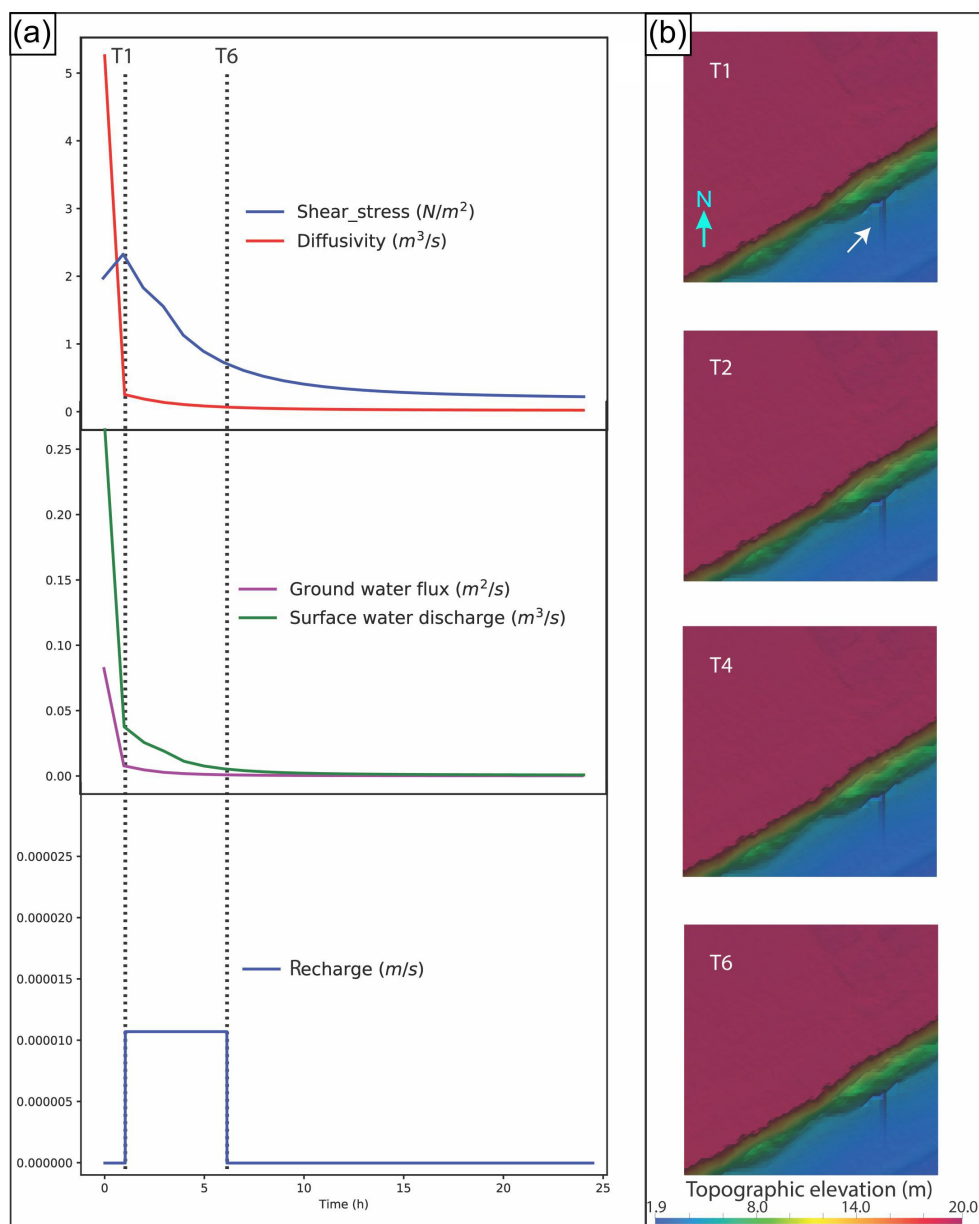 (a)
T1 T6
5
4
3
2
1
0
Shear_stress (N/m²)
Diffusivity (m³/s)
0.25
0.20
0.15
0.10
0.05
0.00
Ground water flux (m²/s)
Surface water discharge (m³/s)
0.000025
0.000020
0.000015
0.000010
0.000005
0.000000
Recharge (m/s)
0 5 10 15 20 25
Time (h)
(b)
T1
N
T2
T4
T6
Topographic elevation (m)
1.9 8.0 14.0 20.0